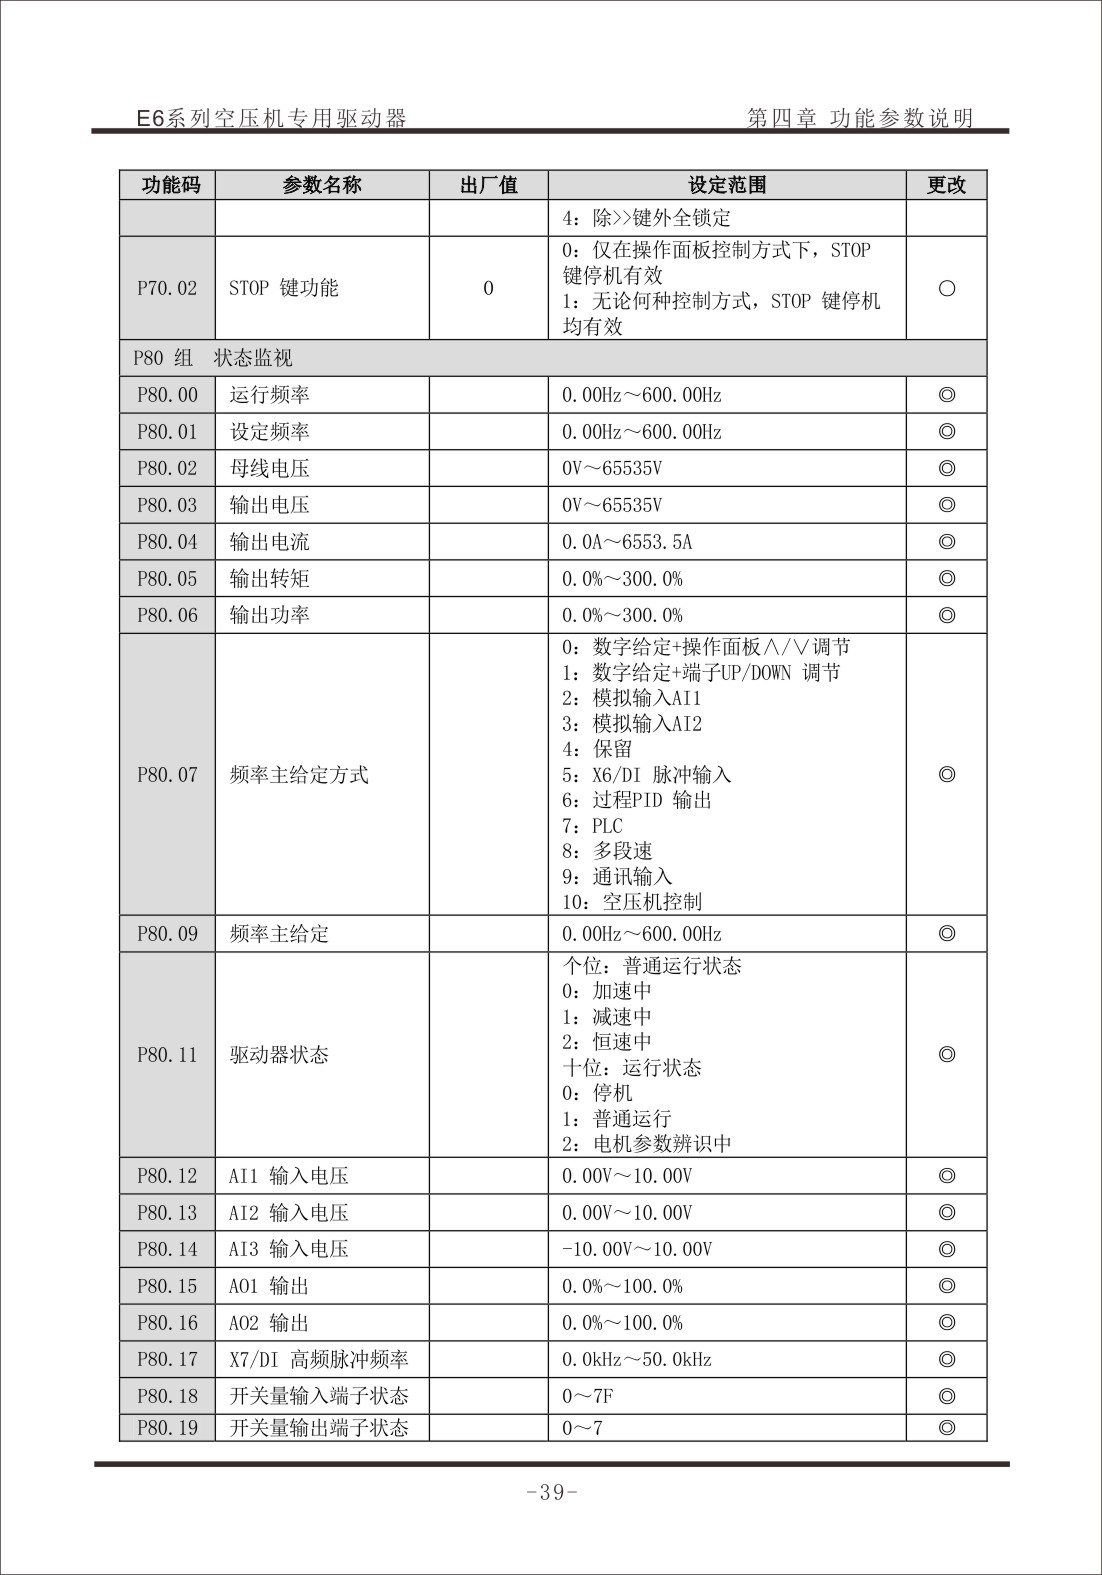 E6系列空压机专用驱动器 第四章 功能参数说明
功能码 参数名称 出厂值 设定范围 更改
4：除>>键外全锁定
P70.02 STOP 键功能 0 0：仅在操作面板控制方式下，STOP
键停机有效
1：无论何种控制方式，STOP 键停机
均有效 ○
P80 组 状态监视
P80.00 运行频率 0.00Hz～600.00Hz ◎
P80.01 设定频率 0.00Hz～600.00Hz ◎
P80.02 母线电压 0V～65535V ◎
P80.03 输出电压 0V～65535V ◎
P80.04 输出电流 0.0A～6553.5A ◎
P80.05 输出转矩 0.0%～300.0% ◎
P80.06 输出功率 0.0%～300.0% ◎
P80.07 频率主给定方式 0：数字给定+操作面板∧/∨调节
1：数字给定+端子UP/DOWN 调节
2：模拟输入AI1
3：模拟输入AI2
4：保留
5：X6/DI 脉冲输入
6：过程PID 输出
7：PLC
8：多段速
9：通讯输入
10：空压机控制 ◎
P80.09 频率主给定 0.00Hz～600.00Hz ◎
P80.11 驱动器状态 个位：普通运行状态
0：加速中
1：减速中
2：恒速中
十位：运行状态
0：停机
1：普通运行
2：电机参数辨识中 ◎
P80.12 AI1 输入电压 0.00V～10.00V ◎
P80.13 AI2 输入电压 0.00V～10.00V ◎
P80.14 AI3 输入电压 -10.00V～10.00V ◎
P80.15 AO1 输出 0.0%～100.0% ◎
P80.16 AO2 输出 0.0%～100.0% ◎
P80.17 X7/DI 高频脉冲频率 0.0kHz～50.0kHz ◎
P80.18 开关量输入端子状态 0～7F ◎
P80.19 开关量输出端子状态 0～7 ◎
-39-